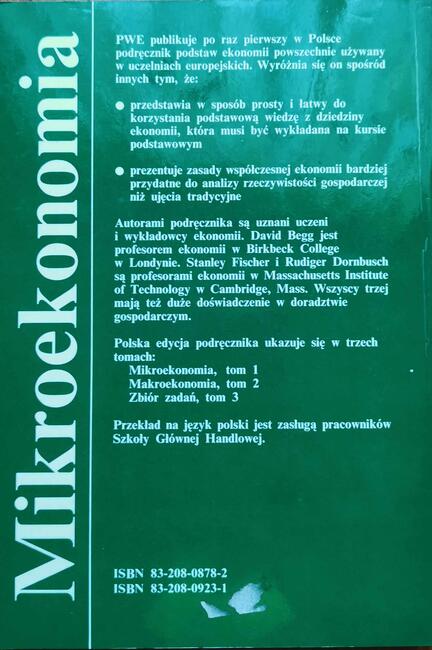 Mikroekonomia
PWE publikuje po raz pierwszy w Polsce
podręcznik podstaw ekonomii powszechnie używany
w uczelniach europejskich. Wyróżnia się on spośród
innych tym, że:
● przedstawia w sposób prosty i łatwy do
korzystania podstawową wiedzę z dziedziny
ekonomii, która musi być wykładana na kursie
podstawowym
● prezentuje zasady współczesnej ekonomii bardziej
przydatne do analizy rzeczywistości gospodarczej
niż ujęcia tradycyjne
Autorami podręcznika są uznani uczeni
i wykładowcy ekonomii. David Begg jest
profesorem ekonomii w Birkbeck College
w Londynie. Stanley Fischer i Rudiger Dornbusch
są profesorami ekonomii w Massachusetts Institute
of Technology w Cambridge, Mass. Wszyscy trzej
mają też duże doświadczenie w doradztwie
gospodarczym.
Polska edycja podręcznika ukazuje się w trzech
tomach:
Mikroekonomia, tom 1
Makroekonomia, tom 2
Zbiór zadań, tom 3
Przekład na język polski jest zasługą pracowników
Szkoły Głównej Handlowej.
ISBN 83-208-0878-2
ISBN 83-208-0923-1